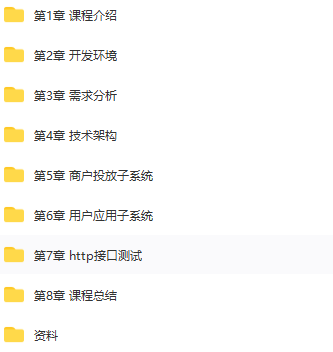 第1章 课程介绍
第2章 开发环境
第3章 需求分析
第4章 技术架构
第5章 商户投放子系统
第6章 用户应用子系统
第7章 http接口测试
第8章 课程总结
资料